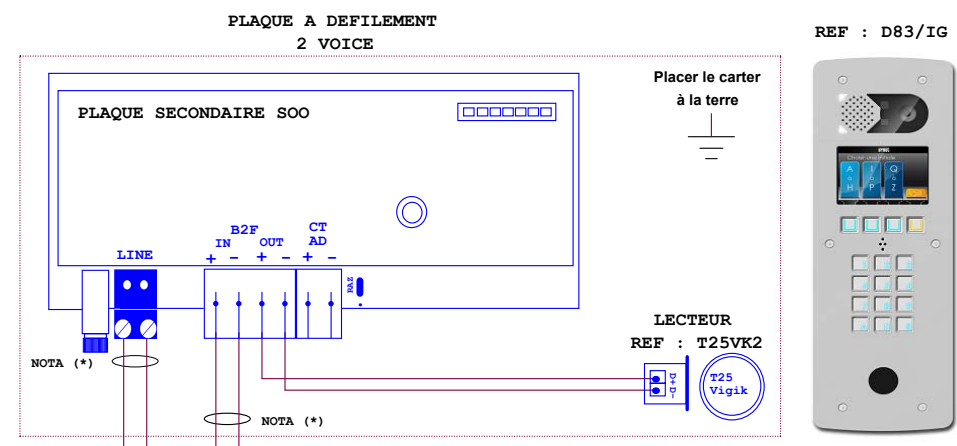 PLAQUE A DEFILEMENT
2 VOICE
REF : D83/IG
Placer le carter
à la terre
PLAQUE SECONDAIRE SOO
B2F
CT
IN
OUT
AD
LINE
+ - + - + -
RAZ
NOTA (*)
LECTEUR
REF : T25VK2
D+
D-
T25
Vigik
NOTA (*)
A
H
I
P
Q
Z